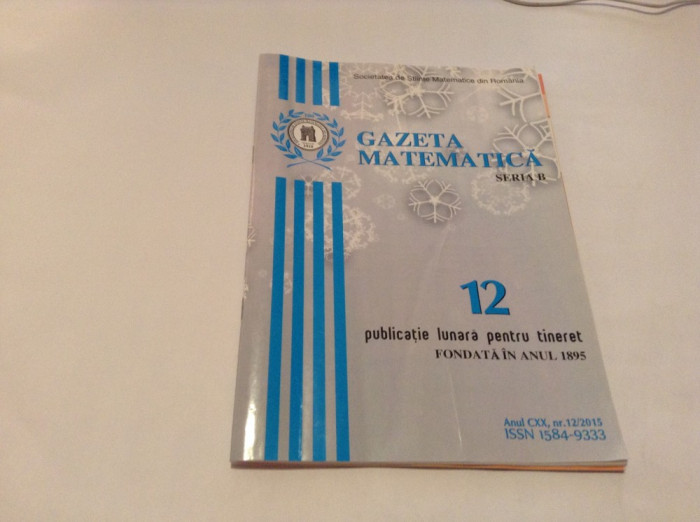 Societatea de Științe Matematice din România
GAZETA
MATEMATICĂ
SERIA B
12
publicație lunară pentru tineret
FONDATĂ ÎN ANUL 1895
Anul CXX, nr.12/2015
ISSN 1584-9333